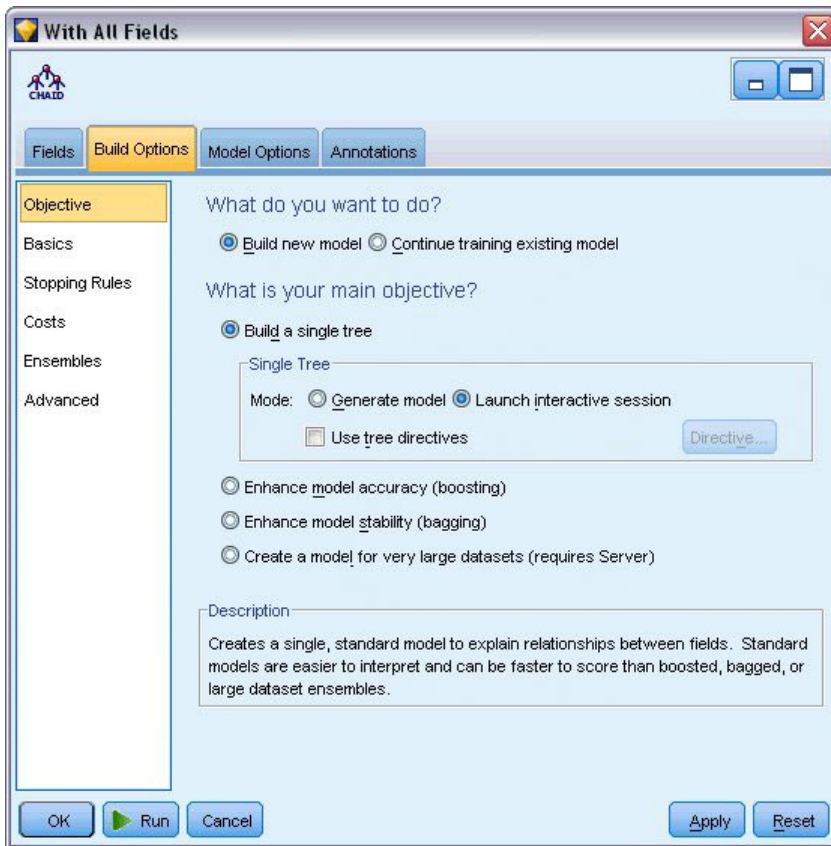 With All Fields
CHAID
Fields Build Options Model Options Annotations
Objective
Basics
Stopping Rules
Costs
Ensembles
Advanced
What do you want to do?
Build new model Continue training existing model
What is your main objective?
Build a single tree
Single Tree
Mode: Generate model Launch interactive session
Use tree directives Directive...
Enhance model accuracy (boosting)
Enhance model stability (bagging)
Create a model for very large datasets (requires Server)
Description
Creates a single, standard model to explain relationships between fields. Standard
models are easier to interpret and can be faster to score than boosted, bagged, or
large dataset ensembles.
OK Run Cancel Apply Reset